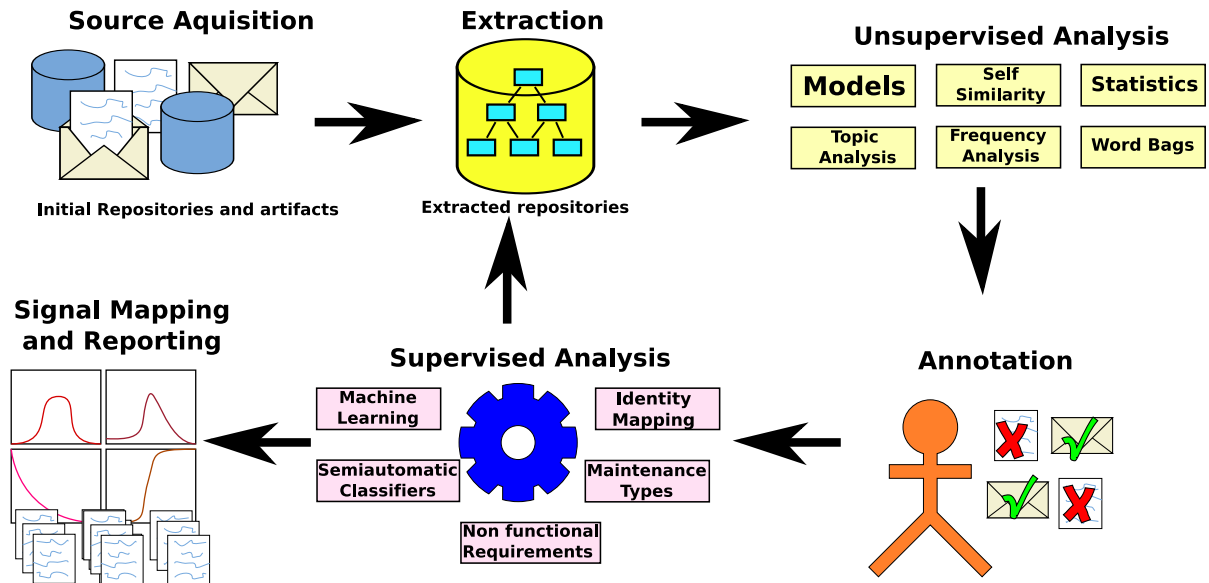 Source Aquisition
Extraction
Unsupervised Analysis
Models
Self
Similarity
Statistics
Topic
Analysis
Frequency
Analysis
Word Bags
Initial Repositories and artifacts
Extracted repositories
Signal Mapping
and Reporting
Supervised Analysis
Annotation
Machine
Learning
Identity
Mapping
Semiautomatic
Classifiers
Maintenance
Types
Non functional
Requirements